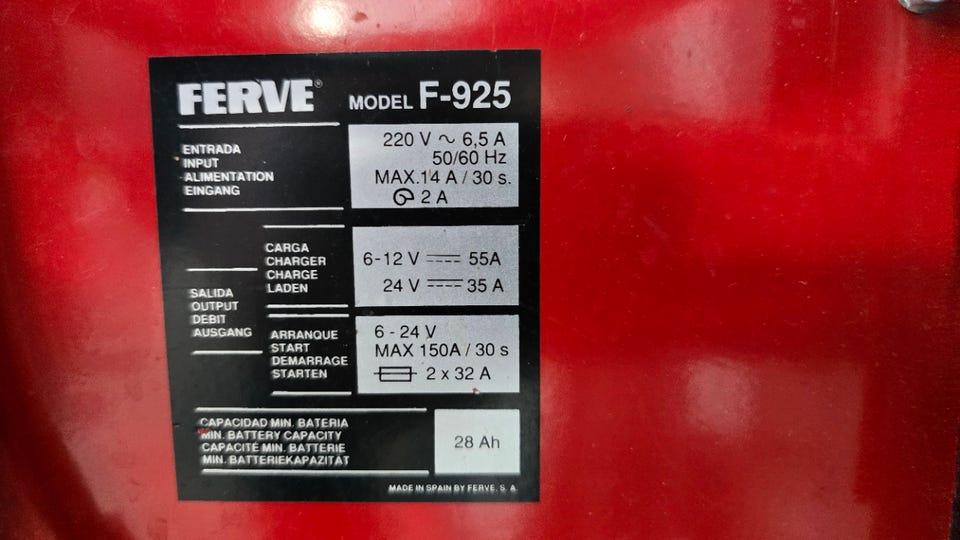 FERVE®
MODEL F-925
ENTRADA
INPUT
ALIMENTATION
EINGANG
220 V ~ 6,5 A
50/60 Hz
MAX.14 A / 30 s.
2 A
SALIDA
OUTPUT
DEBIT
AUSGANG
CARGA
CHARGER
CHARGE
LADEN
6-12 V 55A
24 V 35 A
ARRANQUE
START
DEMARRAGE
STARTEN
6 - 24 V
MAX 150A / 30 s
2 x 32 A
CAPACIDAD MIN. BATERIA
MIN. BATTERY CAPACITY
CAPACITÉ MIN. BATTERIE
MIN. BATTERIEKAPAZITÄT
28 Ah
MADE IN SPAIN BY FERVE, S. A.